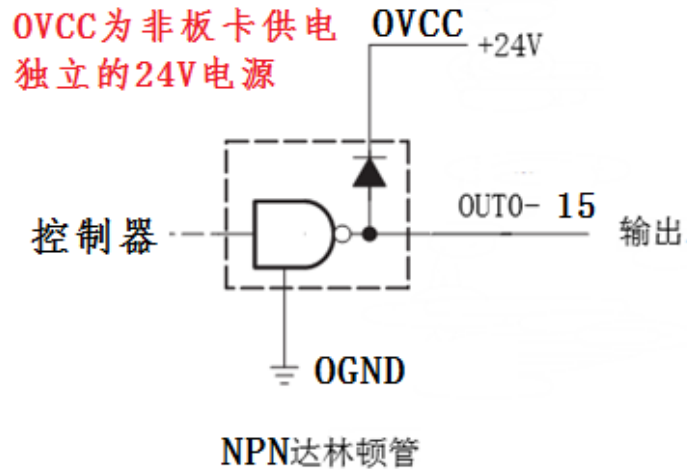 OVCC为非板卡供电
独立的24V电源
OVCC
+24V
控制器
OUT0- 15
输出
OGND
NPN达林顿管